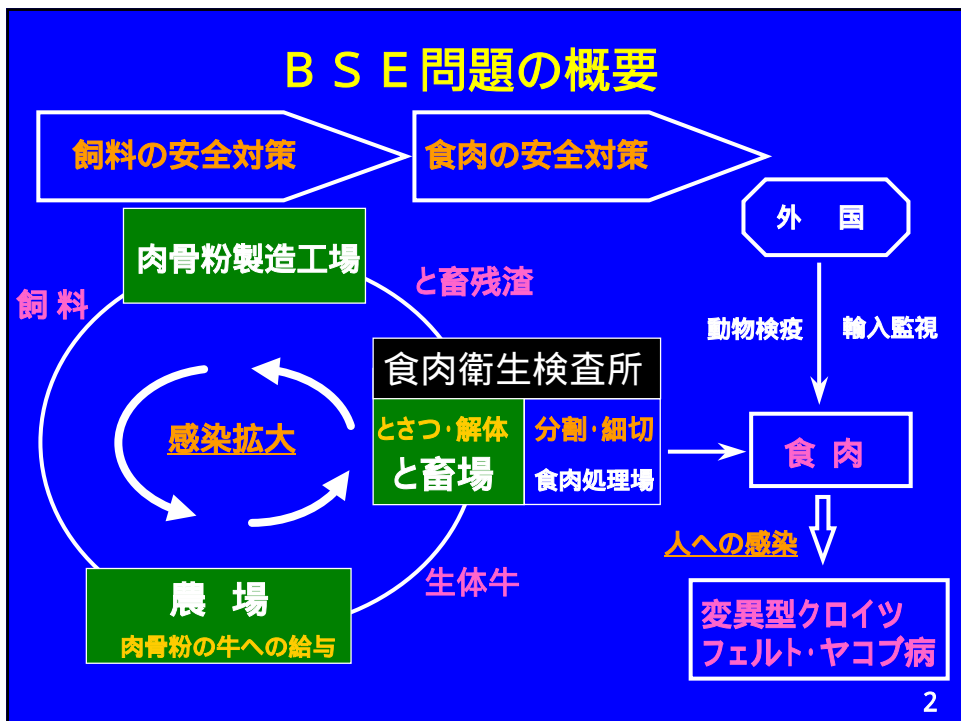 ＢＳＥ問題の概要
飼料の安全対策
食肉の安全対策
外　国
肉骨粉製造工場
と畜残渣
飼 料
動物検疫
輸入監視
食肉衛生検査所
とさつ・解体
と畜場
分割・細切
食肉処理場
感染拡大
食 肉
人への感染
生体牛
農 場
肉骨粉の牛への給与
変異型クロイツ
フェルト・ヤコブ病
2